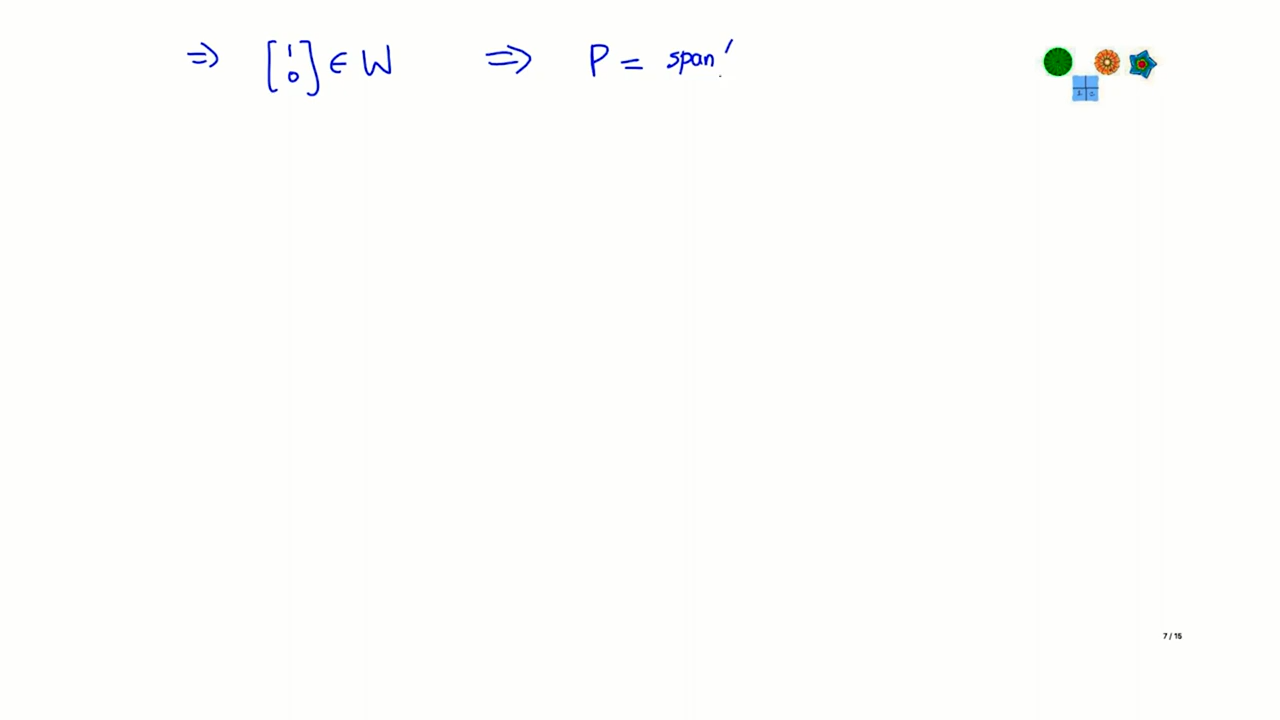 ⇒ [1 0] ∈ W ⇒ P = span
7 / 15